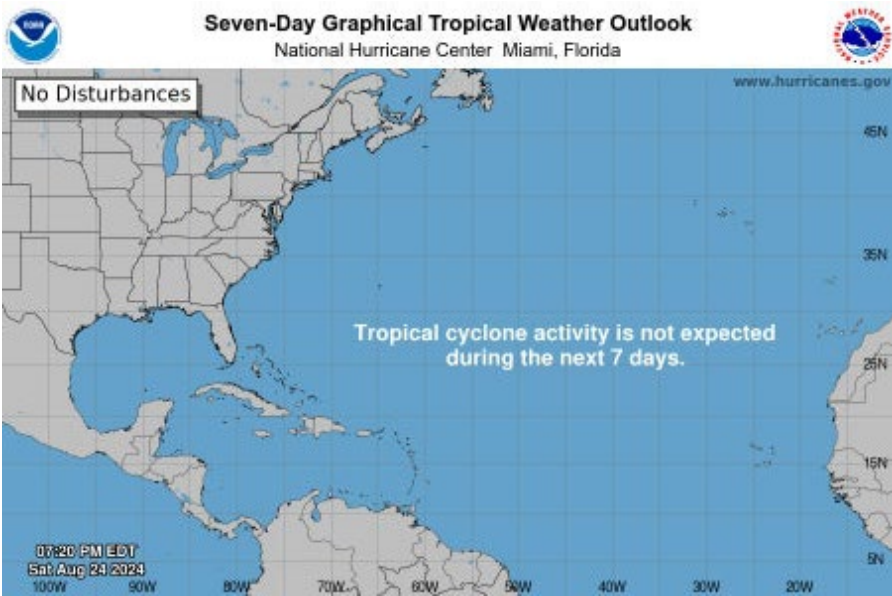 Seven-Day Graphical Tropical Weather Outlook
National Hurricane Center Miami, Florida
No Disturbances
www.hurricanes.gov
45N
35N
Tropical cyclone activity is not expected
during the next 7 days.
25N
15N
07:20 PM EDT
Sat Aug 24 2024
5N
100W 90W 80W 70W 60W 50W 40W 30W 20W